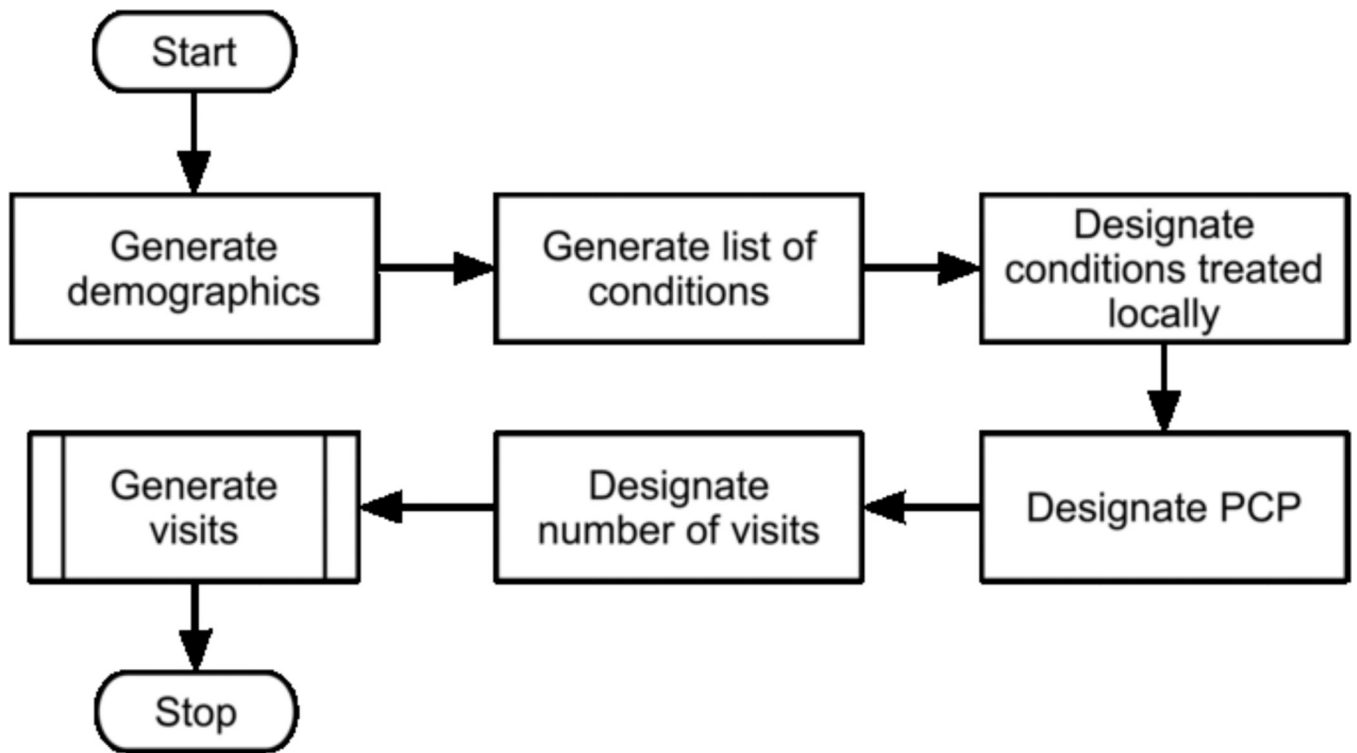 Start
Generate
demographics
Generate list of
conditions
Designate
conditions treated
locally
Designate PCP
Designate
number of visits
Generate
visits
Stop